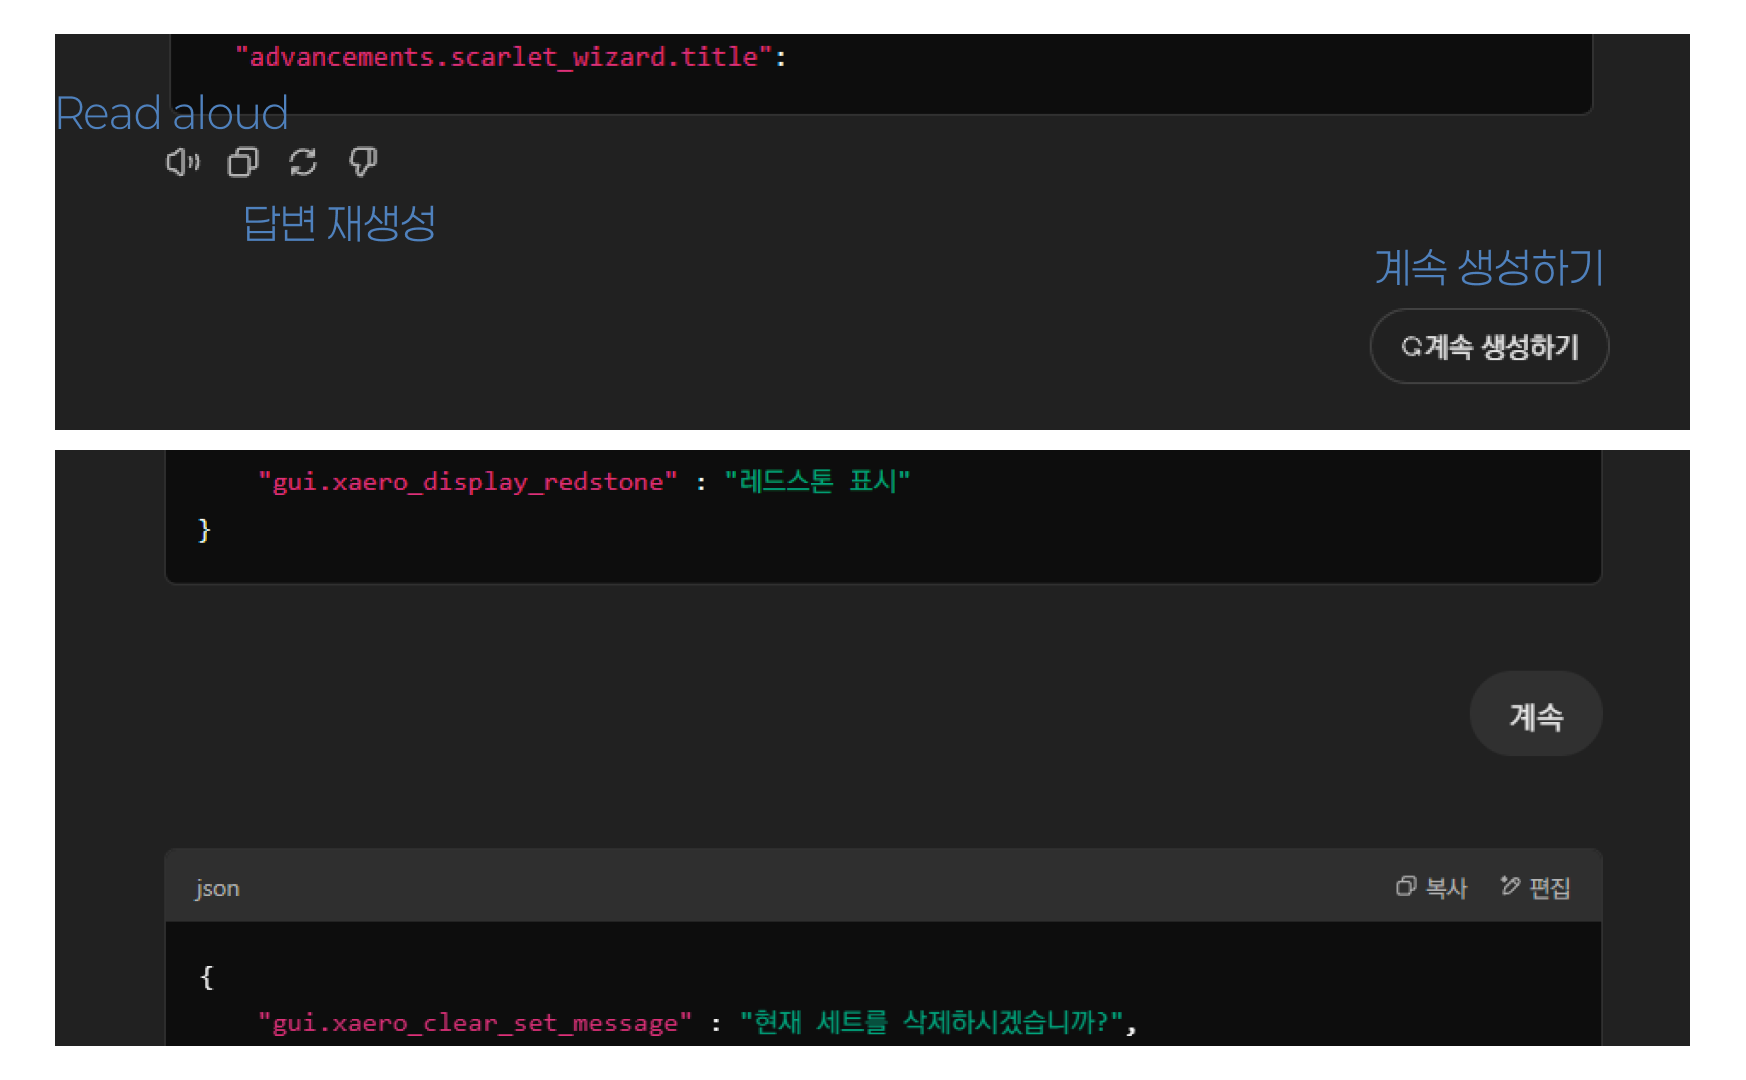 "advancements.scarlet_wizard.title":
Read aloud
답변 재생성
계속 생성하기
계속 생성하기
"gui.xaero_display_redstone" : "레드스톤 표시"
}
계속
json 복사 편집
{
"gui.xaero_clear_set_message" : "현재 세트를 삭제하시겠습니까?",